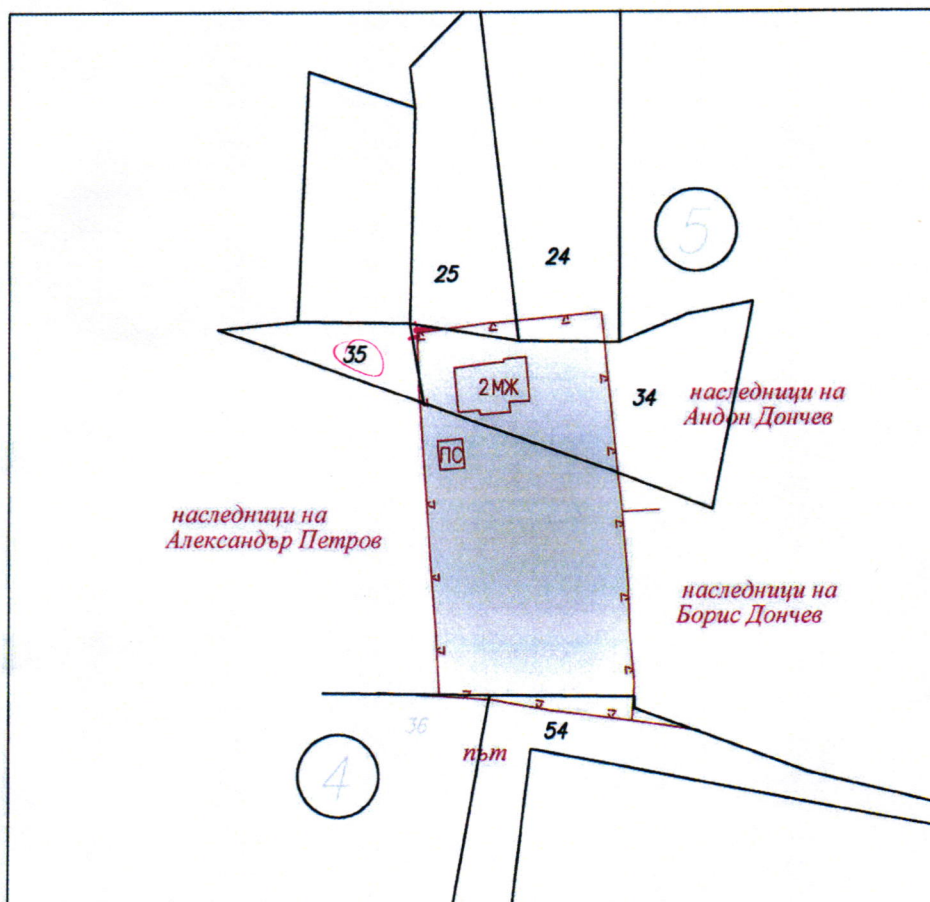 5
24
25
35
2МЖ
34
наследници на
Андон Дончев
ПС
наследници на
Александър Петров
наследници на
Борис Дончев
36
54
път
4